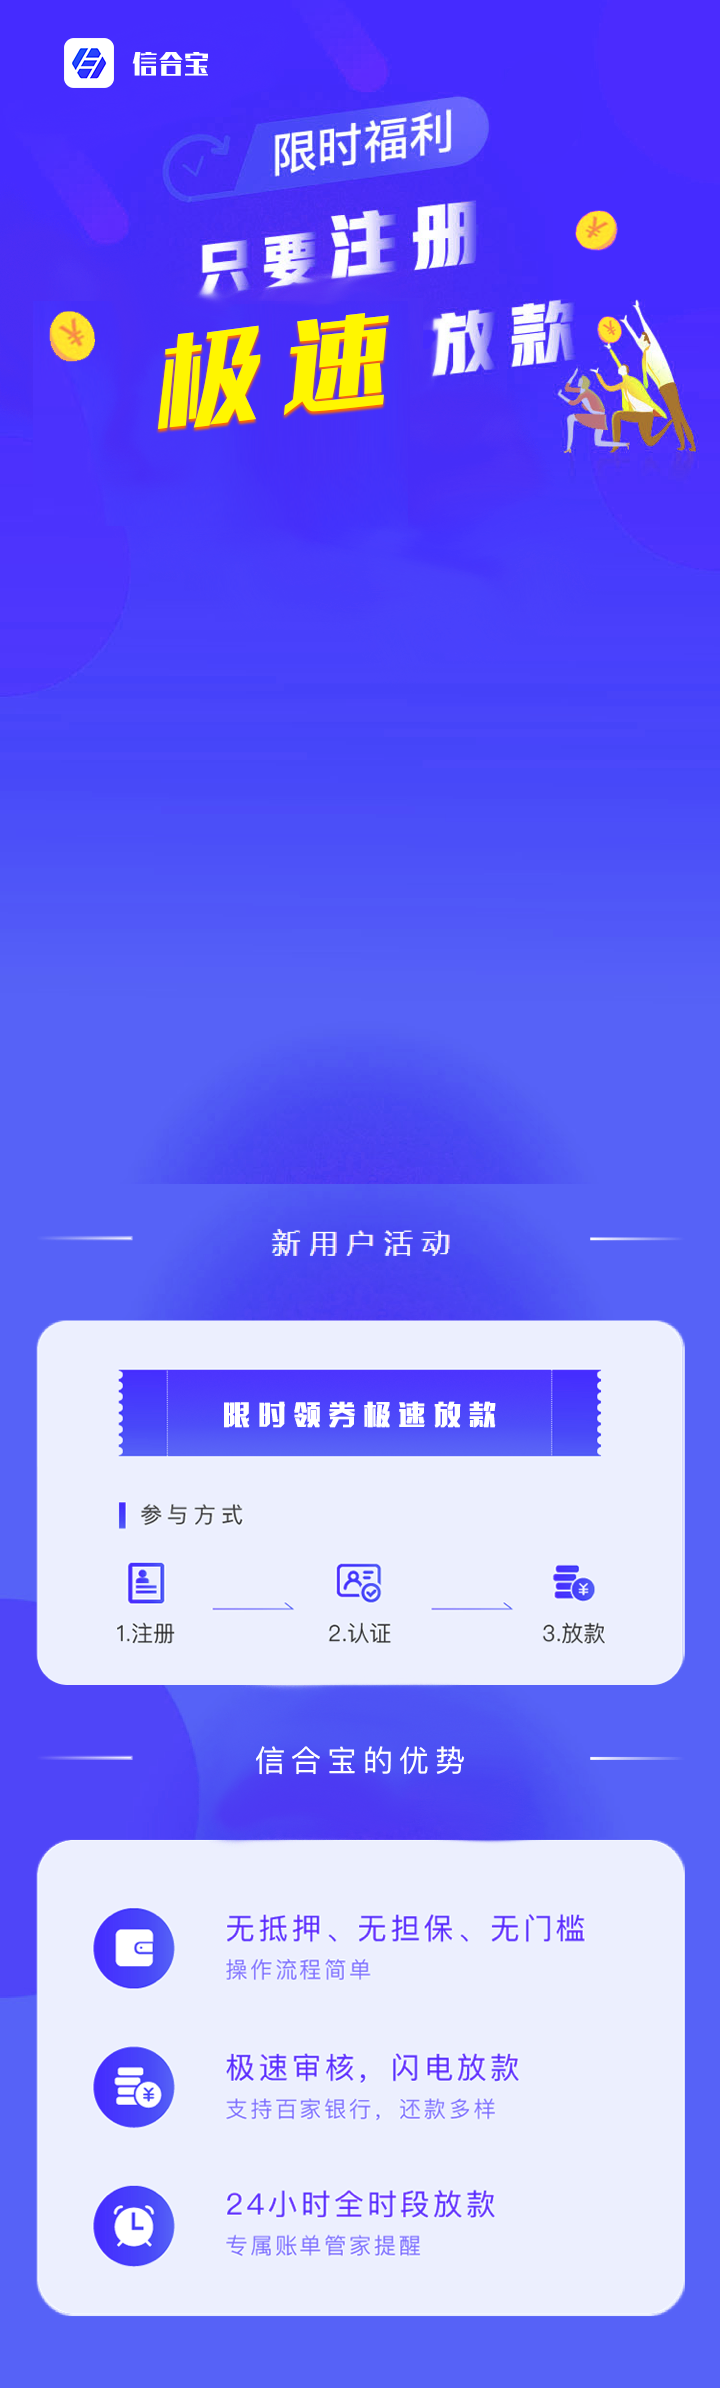 信合宝
限时福利
只要注册
极速放款
新用户活动
限时领券极速放款
参与方式
1.注册
2.认证
3.放款
信合宝的优势
无抵押、无担保、无门槛
操作流程简单
极速审核，闪电放款
支持百家银行，还款多样
24小时全时段放款
专属账单管家提醒